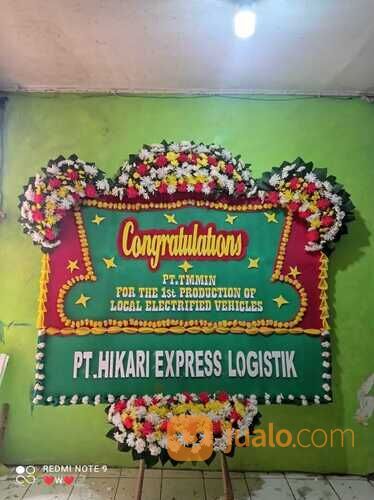 Congratulations
PT.TMMIN
FOR THE 1st PRODUCTION OF
LOCAL ELECTRIFIED VEHICLES
PT.HIKARI EXPRESS LOGISTIK
jualo.com
REDMI NOTE 9
♥W♥